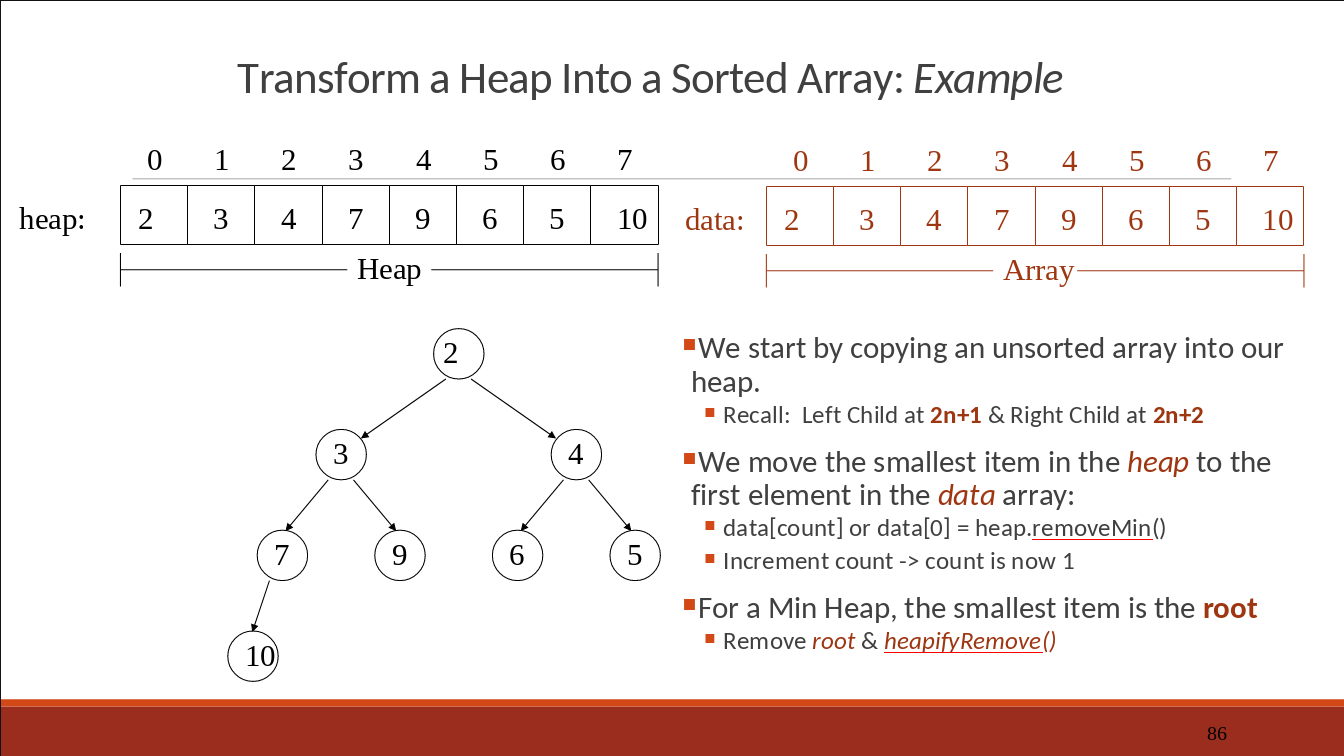 Transform a Heap Into a Sorted Array: Example
0 1 2 3 4 5 6 7
heap: 2 3 4 7 9 6 5 10
Heap
0 1 2 3 4 5 6 7
data: 2 3 4 7 9 6 5 10
Array
2
3 4
7 9 6 5
10
We start by copying an unsorted array into our
heap.
Recall: Left Child at 2n+1 & Right Child at 2n+2
We move the smallest item in the heap to the
first element in the data array:
data[count] or data[0] = heap.removeMin()
Increment count -> count is now 1
For a Min Heap, the smallest item is the root
Remove root & heapifyRemove()
86